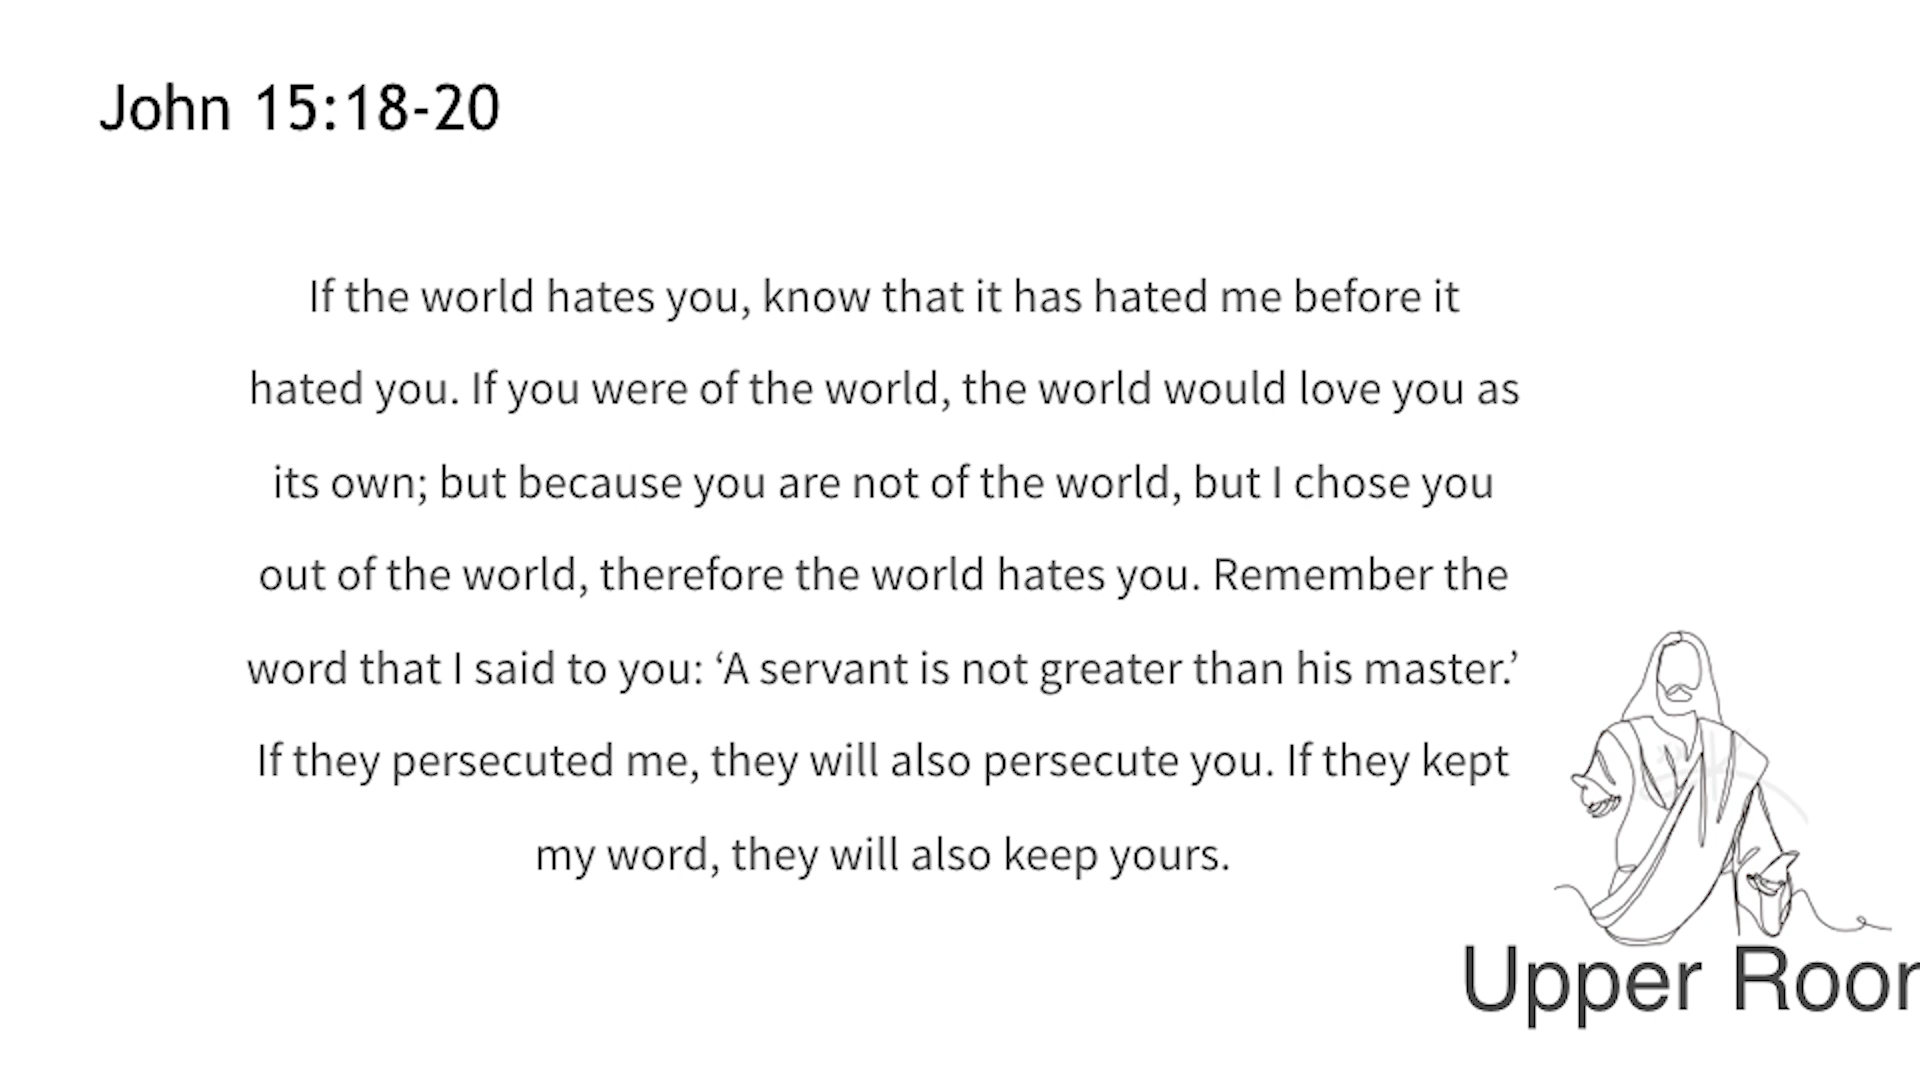 John 15:18-20
If the world hates you, know that it has hated me before it
hated you. If you were of the world, the world would love you as
its own; but because you are not of the world, but I chose you
out of the world, therefore the world hates you. Remember the
word that I said to you: ‘A servant is not greater than his master.’
If they persecuted me, they will also persecute you. If they kept
my word, they will also keep yours.
Upper Roor